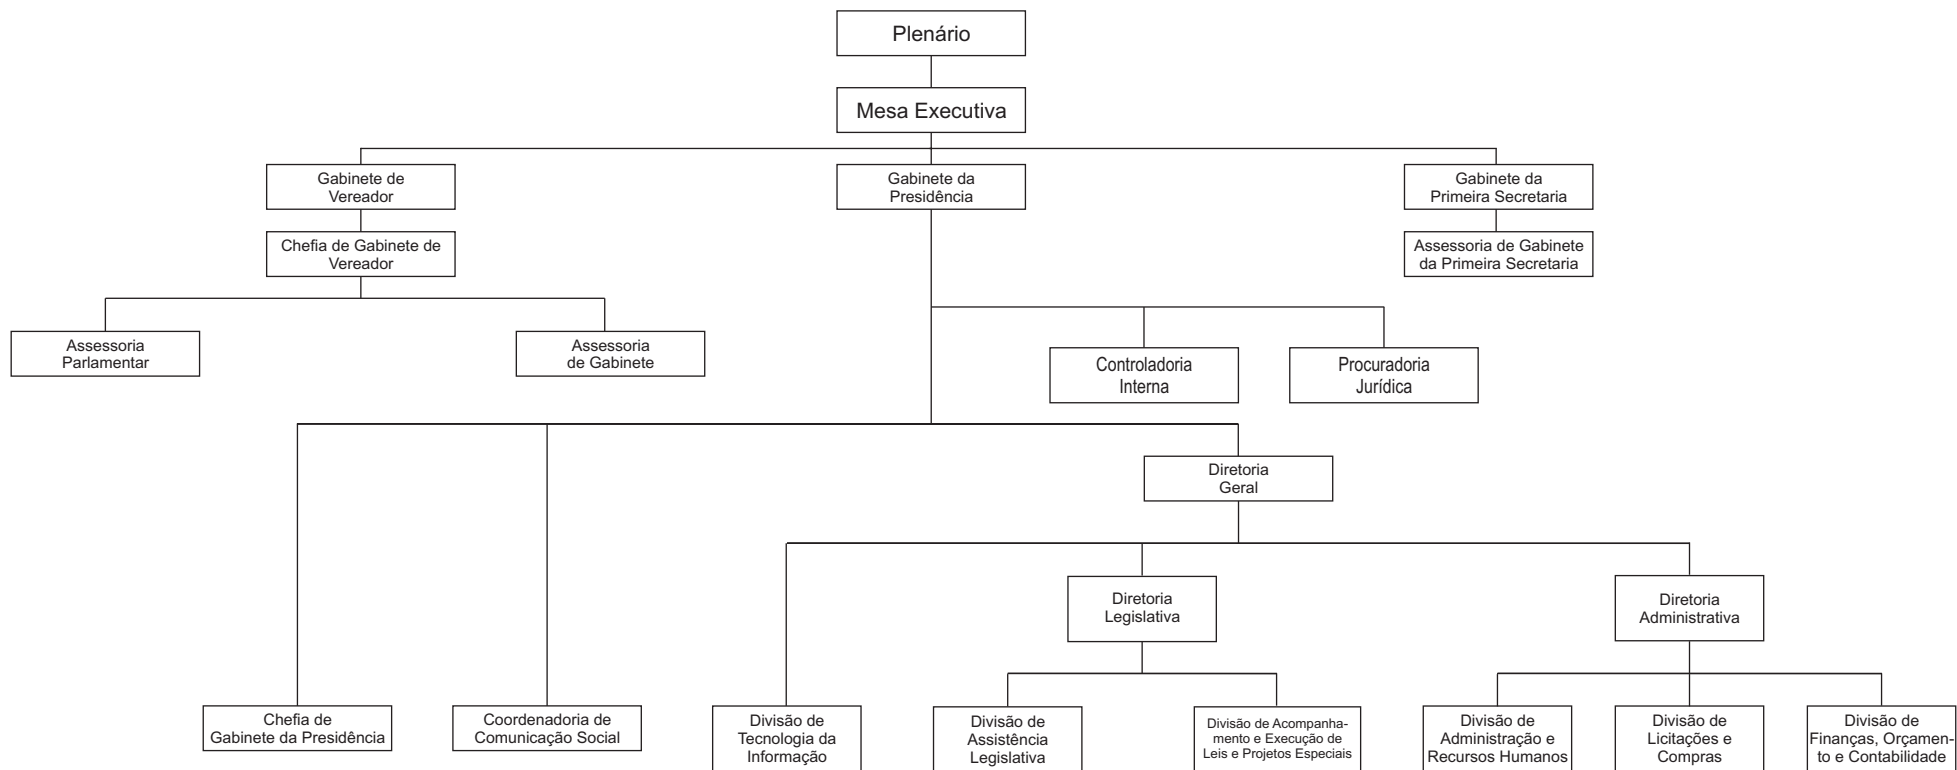 Plenário
Mesa Executiva
Gabinete de
Vereador
Gabinete da
Presidência
Gabinete da
Primeira Secretaria
Chefia de Gabinete de
Vereador
Assessoria de Gabinete
da Primeira Secretaria
Assessoria
Parlamentar
Assessoria
de Gabinete
Controladoria
Interna
Procuradoria
Jurídica
Diretoria
Geral
Diretoria
Legislativa
Diretoria
Administrativa
Chefia de
Gabinete da Presidência
Coordenadoria de
Comunicação Social
Divisão de
Tecnologia da
Informação
Divisão de
Assistência
Legislativa
Divisão de Acompanha-
mento e Execução de
Leis e Projetos Especiais
Divisão de
Administração e
Recursos Humanos
Divisão de
Licitações e
Compras
Divisão de
Finanças, Orçamen-
to e Contabilidade